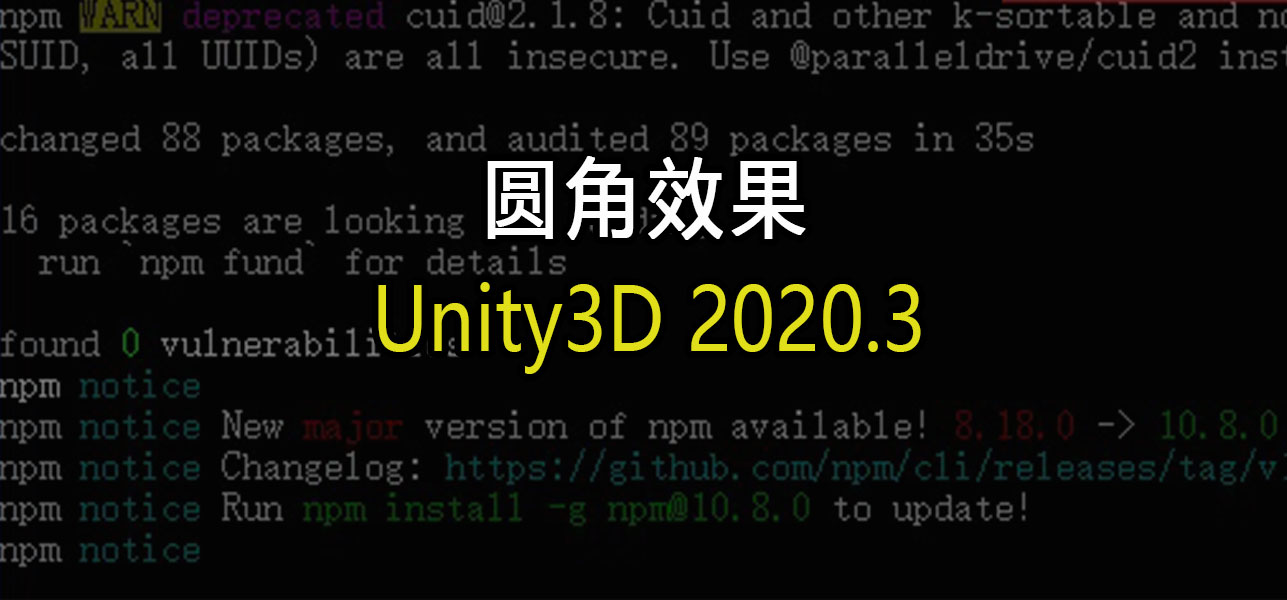 npm WARN deprecated cuid@2.1.8: Cuid and other k-sortable and
SUID, all UUIDs) are all insecure. Use @paralleldrive/cuid2
changed 88 packages, and audited 89 packages in 35s
圆角效果
16 packages are looking
run `npm fund` for details
Unity3D 2020.3
found 0 vulnerabili
npm notice
npm notice New major version of npm available! 8.18.0 -> 10.8.0
npm notice Changelog: https://github.com/npm/cli/releases/tag/v
npm notice Run npm install -g npm@10.8.0 to update!
npm notice